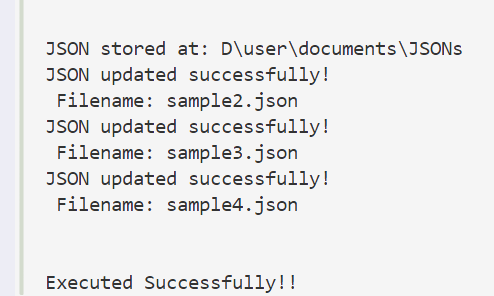 JSON stored at: D\user\documents\JSONs
JSON updated successfully!
 Filename: sample2.json
JSON updated successfully!
 Filename: sample3.json
JSON updated successfully!
 Filename: sample4.json
Executed Successfully!!